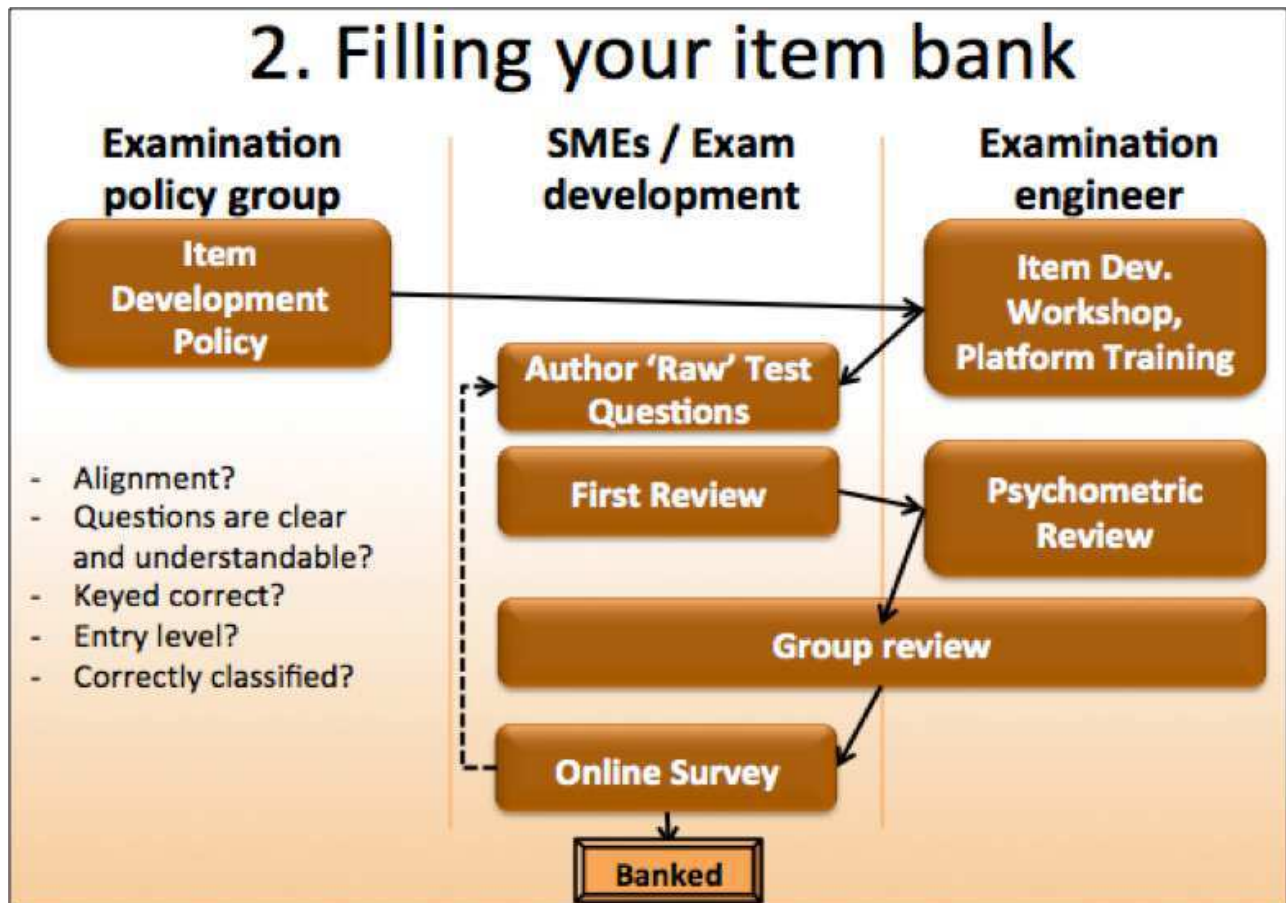 2. Filling your item bank
Examination
policy group
SMEs / Exam
development
Examination
engineer
Item
Development
Policy
Item Dev.
Workshop,
Platform Training
Author ‘Raw’ Test
Questions
First Review
Psychometric
Review
- Alignment?
- Questions are clear
and understandable?
- Keyed correct?
- Entry level?
- Correctly classified?
Group review
Online Survey
Banked